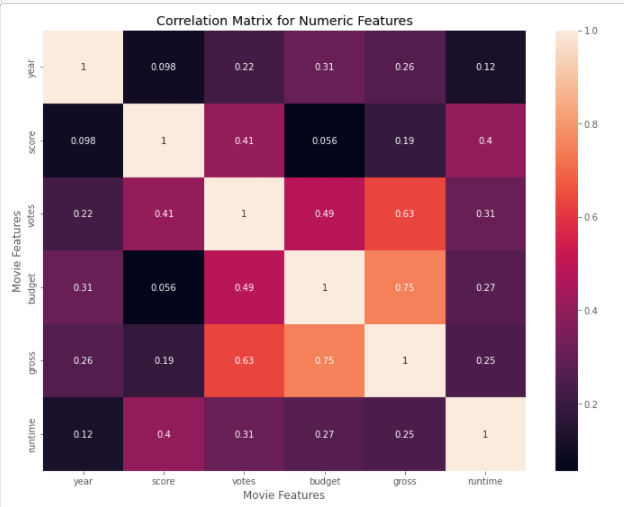 Correlation Matrix for Numeric Features
1.0
year 1 0.098 0.22 0.31 0.26 0.12
0.8
score 0.098 1 0.41 0.056 0.19 0.4
votes 0.22 0.41 1 0.49 0.63 0.31
0.6
Movie Features
budget 0.31 0.056 0.49 1 0.75 0.27
0.4
gross 0.26 0.19 0.63 0.75 1 0.25
0.2
runtime 0.12 0.4 0.31 0.27 0.25 1
year score votes budget gross runtime
Movie Features